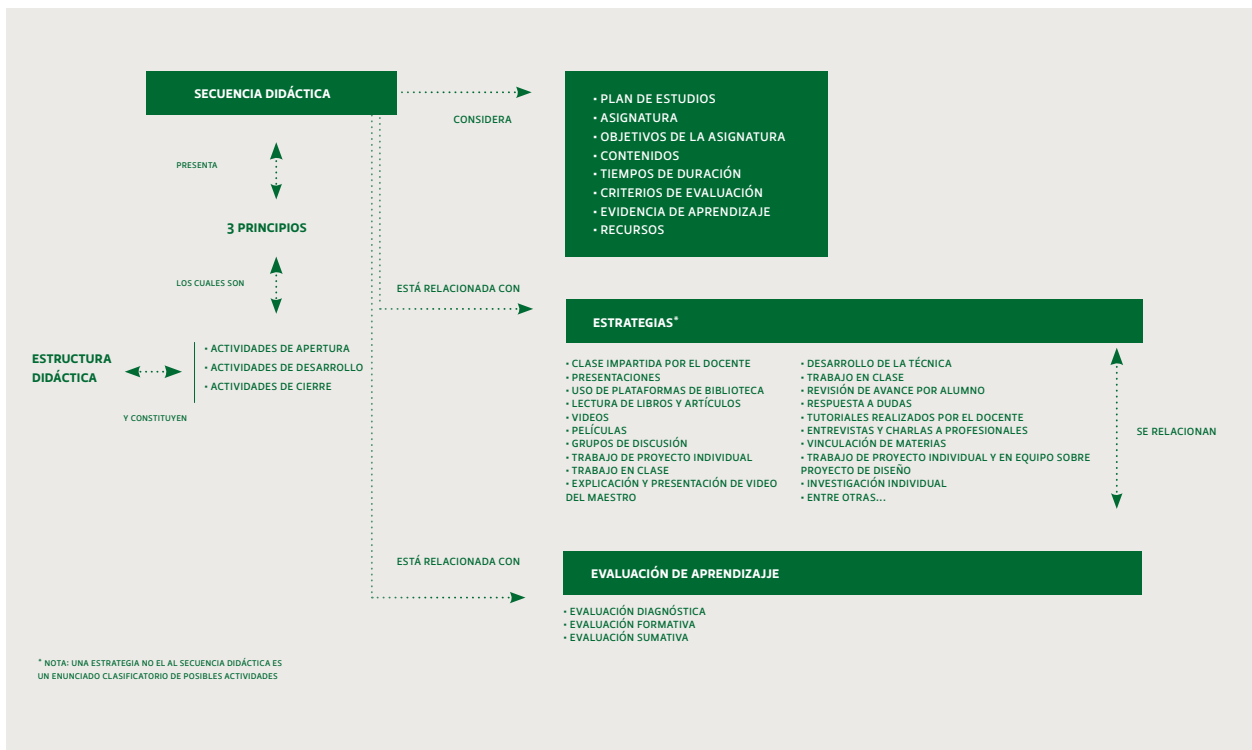 SECUENCIA DIDÁCTICA
CONSIDERA
• PLAN DE ESTUDIOS
• ASIGNATURA
• OBJETIVOS DE LA ASIGNATURA
• CONTENIDOS
• TIEMPOS DE DURACIÓN
• CRITERIOS DE EVALUACIÓN
• EVIDENCIA DE APRENDIZAJE
• RECURSOS
PRESENTA
3 PRINCIPIOS
LOS CUALES SON
ESTRUCTURA
DIDÁCTICA
• ACTIVIDADES DE APERTURA
• ACTIVIDADES DE DESARROLLO
• ACTIVIDADES DE CIERRE
Y CONSTITUYEN
ESTÁ RELACIONADA CON
ESTRATEGIAS*
• CLASE IMPARTIDA POR EL DOCENTE
• PRESENTACIONES
• USO DE PLATAFORMAS DE BIBLIOTECA
• LECTURA DE LIBROS Y ARTÍCULOS
• VIDEOS
• PELÍCULAS
• GRUPOS DE DISCUSIÓN
• TRABAJO DE PROYECTO INDIVIDUAL
• TRABAJO EN CLASE
• EXPLICACIÓN Y PRESENTACIÓN DE VIDEO
DEL MAESTRO
• DESARROLLO DE LA TÉCNICA
• TRABAJO EN CLASE
• REVISIÓN DE AVANCE POR ALUMNO
• RESPUESTA A DUDAS
• TUTORIALES REALIZADOS POR EL DOCENTE
• ENTREVISTAS Y CHARLAS A PROFESIONALES
• VINCULACIÓN DE MATERIAS
• TRABAJO DE PROYECTO INDIVIDUAL Y EN EQUIPO SOBRE
PROYECTO DE DISEÑO
• INVESTIGACIÓN INDIVIDUAL
• ENTRE OTRAS...
SE RELACIONAN
ESTÁ RELACIONADA CON
EVALUACIÓN DE APRENDIZAJJE
• EVALUACIÓN DIAGNÓSTICA
• EVALUACIÓN FORMATIVA
• EVALUACIÓN SUMATIVA
* NOTA: UNA ESTRATEGIA NO EL AL SECUENCIA DIDÁCTICA ES
UN ENUNCIADO CLASIFICATORIO DE POSIBLES ACTIVIDADES